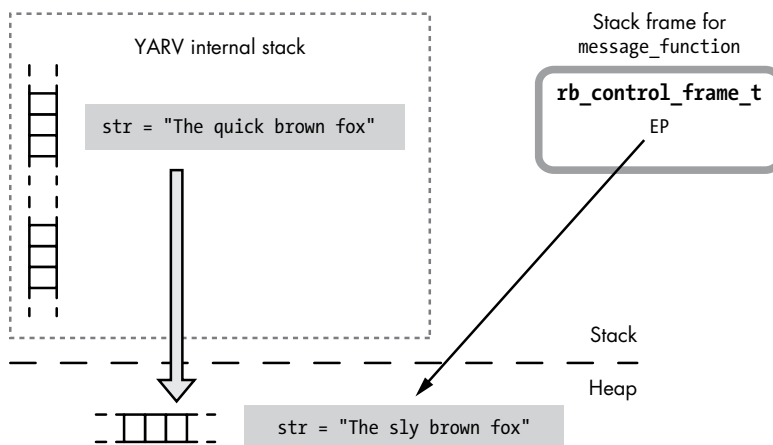 YARV internal stack
str = "The quick brown fox"
Stack frame for
message_function
rb_control_frame_t
EP
Stack
Heap
str = "The sly brown fox"